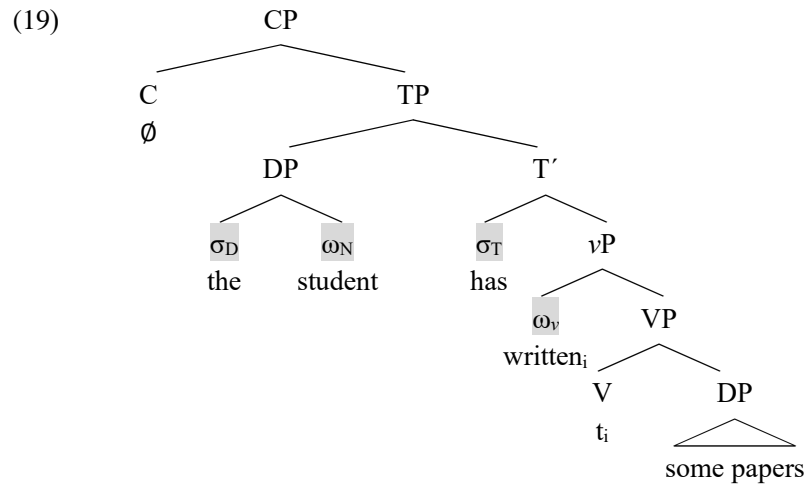 (19) CP
C TP
∅
DP T′
σD ωN σT vP
the student has
ωv VP
writteni
V DP
ti
some papers